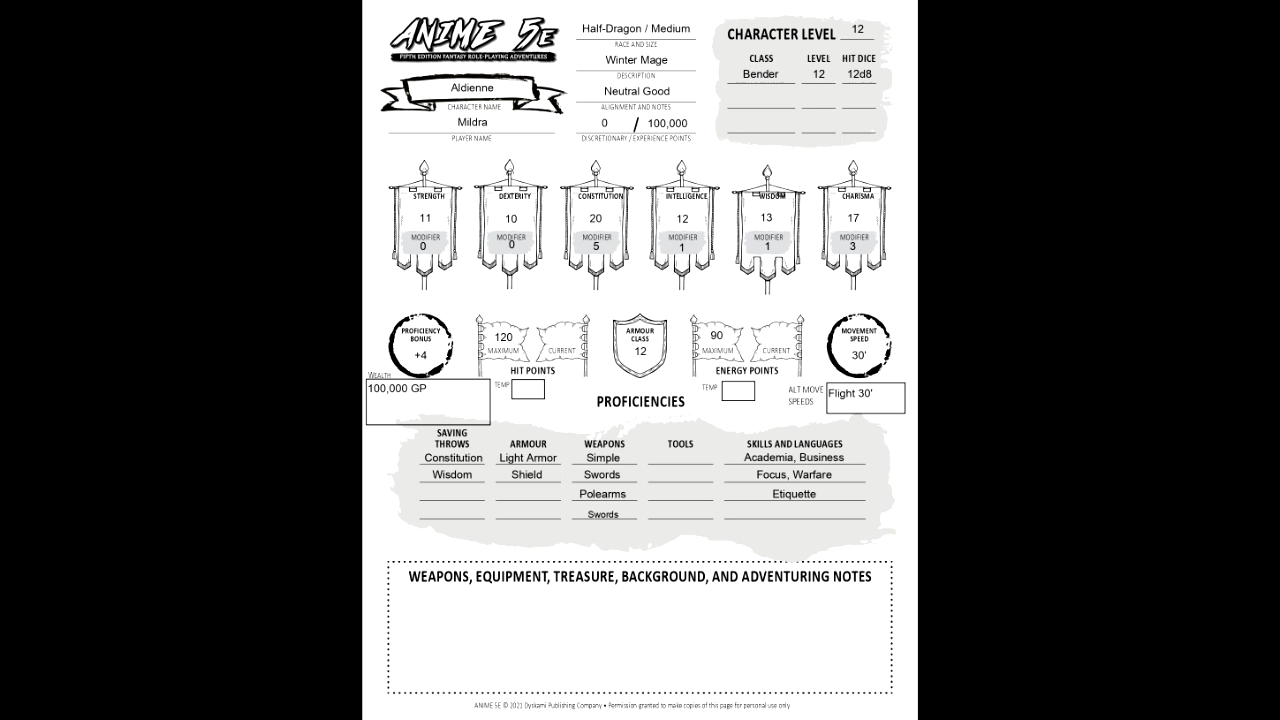 ANIME 5E
FIFTH EDITION FANTASY ROLE-PLAYING ADVENTURES
Aldienne
CHARACTER NAME
Mildra
PLAYER NAME
Half-Dragon / Medium
RACE AND SIZE
Winter Mage
DESCRIPTION
Neutral Good
ALIGNMENT AND NOTES
0 / 100,000
DISCRETIONARY / EXPERIENCE POINTS
CHARACTER LEVEL 12
CLASS LEVEL HIT DICE
Bender 12 12d8
STRENGTH DEXTERITY CONSTITUTION INTELLIGENCE WISDOM CHARISMA
11 10 20 12 13 17
MODIFIER MODIFIER MODIFIER MODIFIER MODIFIER MODIFIER
0 0 5 1 1 3
PROFICIENCY BONUS
+4
120
MAXIMUM CURRENT
HIT POINTS
TEMP
ARMOUR CLASS
12
90
MAXIMUM CURRENT
ENERGY POINTS
TEMP
MOVEMENT SPEED
30'
WEALTH
100,000 GP
ALT MOVE SPEEDS
Flight 30'
PROFICIENCIES
SAVING THROWS ARMOUR WEAPONS TOOLS SKILLS AND LANGUAGES
Constitution Light Armor Simple Academia, Business
Wisdom Shield Swords Focus, Warfare
Polearms Etiquette
Swords
WEAPONS, EQUIPMENT, TREASURE, BACKGROUND, AND ADVENTURING NOTES
ANIME 5E © 2021 Dyskami Publishing Company • Permission granted to make copies of this page for personal use only